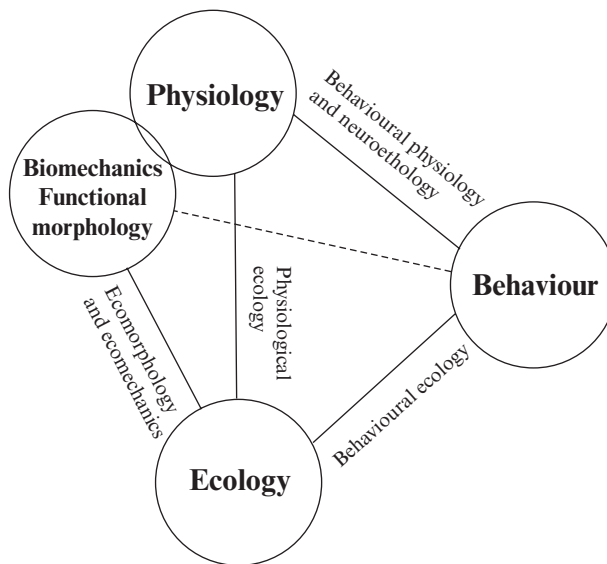 Physiology
Behavioural physiology
and neuroethology
Biomechanics
Functional
morphology
Behaviour
Physiological
ecology
Ecomorphology
and ecomechanics
Behavioural ecology
Ecology